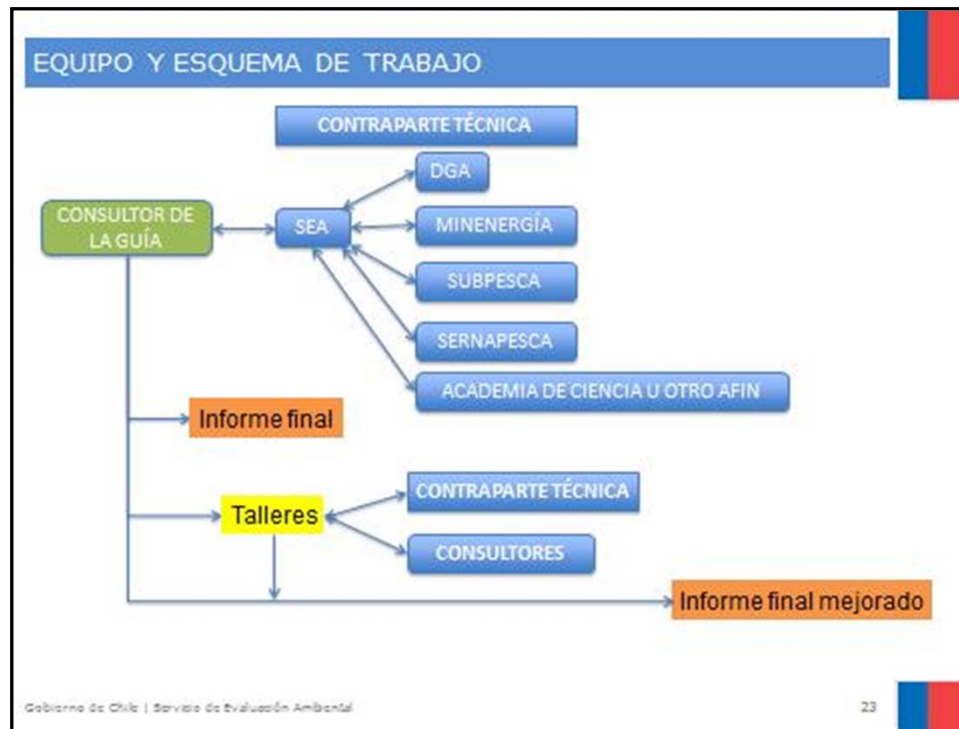 EQUIPO Y ESQUEMA DE TRABAJO
CONTRAPARTE TÉCNICA
DGA
CONSULTOR DE
LA GUÍA
SEA
MINENERGÍA
SUBPESCA
SERNAPESCA
ACADEMIA DE CIENCIA U OTRO AFIN
Informe final
CONTRAPARTE TÉCNICA
Talleres
CONSULTORES
Informe final mejorado
Gobierno de Chile | Servicio de Evaluación Ambiental
23